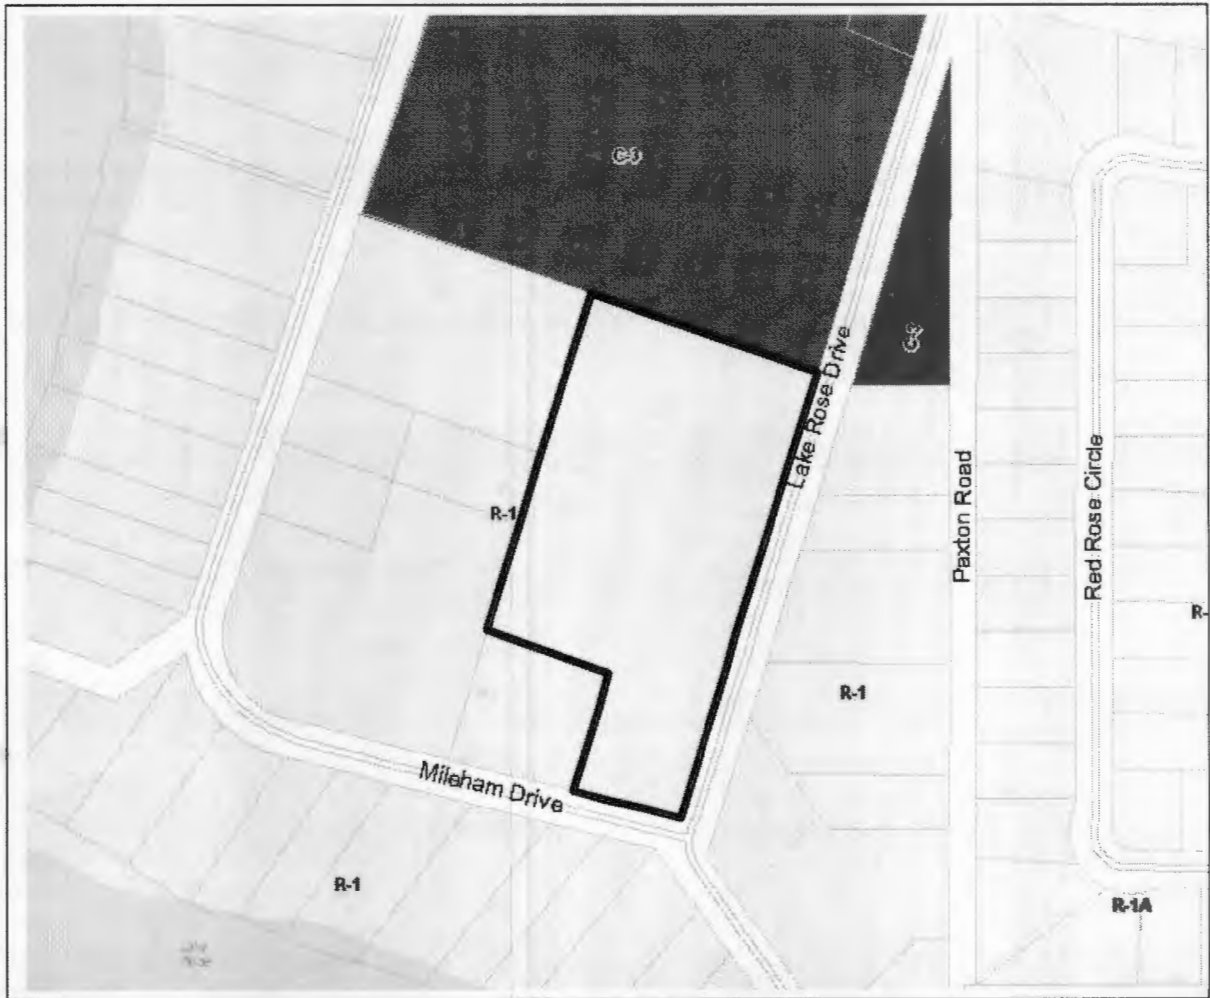 Lake Rose Drive
Paxton Road
Red Rose Circle
R-1
R-
R-1
Mileham Drive
R-1
R-1A